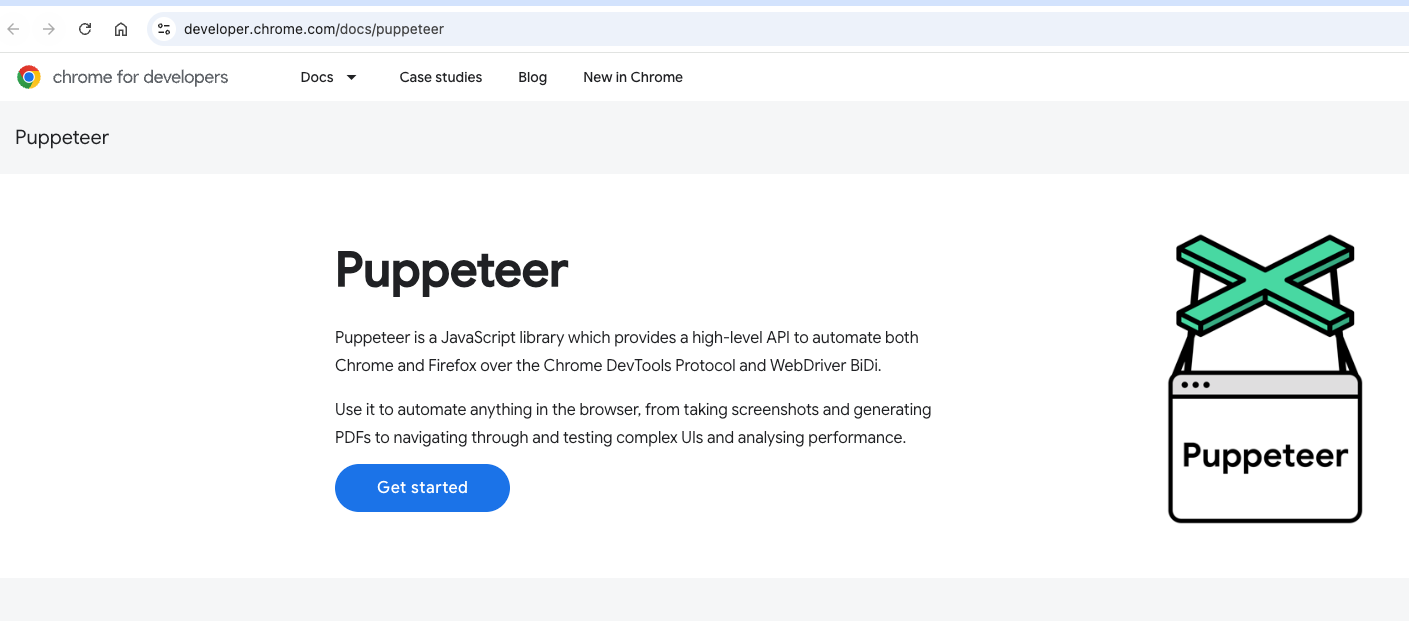 developer.chrome.com/docs/puppeteer
chrome for developers Docs Case studies Blog New in Chrome
Puppeteer
Puppeteer
Puppeteer is a JavaScript library which provides a high-level API to automate both
Chrome and Firefox over the Chrome DevTools Protocol and WebDriver BiDi.
Use it to automate anything in the browser, from taking screenshots and generating
PDFs to navigating through and testing complex UIs and analysing performance.
Get started
Puppeteer